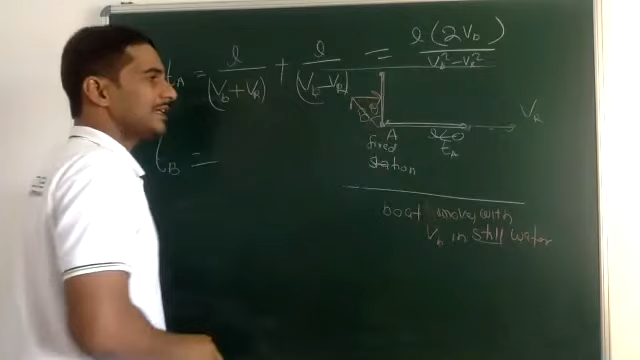 t_A = l/(V_b + V_R) + l/(V_b - V_R) = l(2V_b)/(V_b² - V_R²)
V_R
A
t_A
fixed
station
t_B =
boat moves with
V_b in still water